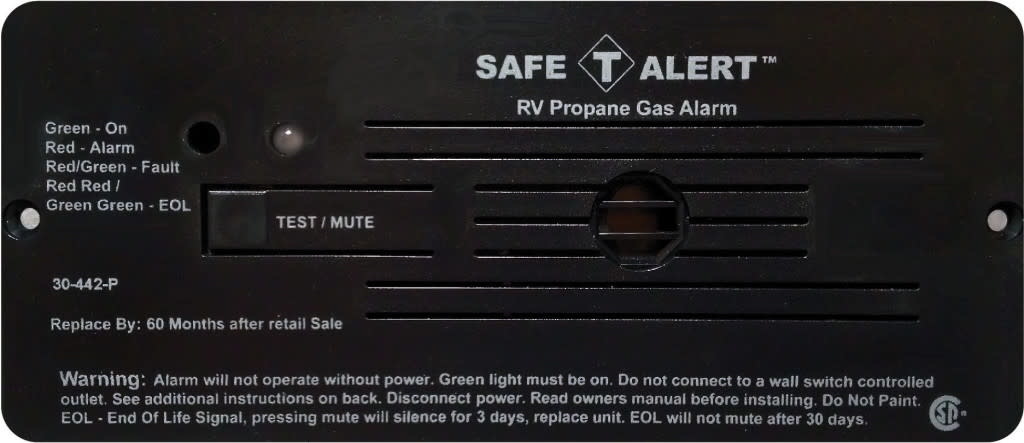 SAFE T ALERT™
RV Propane Gas Alarm
Green - On
Red - Alarm
Red/Green - Fault
Red Red /
Green Green - EOL
TEST / MUTE
30-442-P
Replace By: 60 Months after retail Sale
Warning: Alarm will not operate without power. Green light must be on. Do not connect to a wall switch controlled
outlet. See additional instructions on back. Disconnect power. Read owners manual before installing. Do Not Paint.
EOL - End Of Life Signal, pressing mute will silence for 3 days, replace unit. EOL will not mute after 30 days.